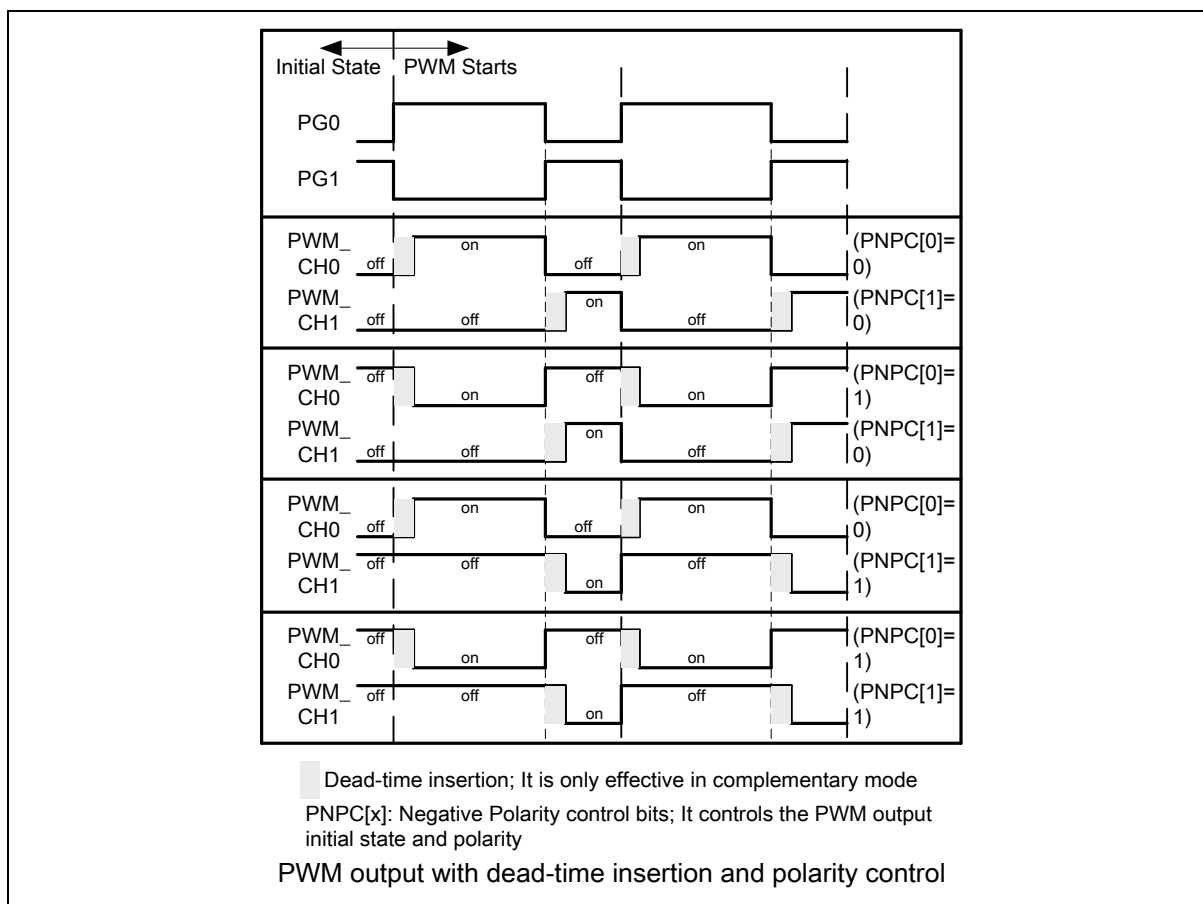 Initial State PWM Starts
PG0
PG1
PWM_
CH0 off on off on (PNPC[0]=
0)
PWM_
CH1 off off on off (PNPC[1]=
0)
PWM_
CH0 off on off on (PNPC[0]=
1)
PWM_
CH1 off off on off (PNPC[1]=
0)
PWM_
CH0 off on off on (PNPC[0]=
0)
PWM_
CH1 off off on off (PNPC[1]=
1)
PWM_
CH0 off on off on (PNPC[0]=
1)
PWM_
CH1 off off on off (PNPC[1]=
1)
Dead-time insertion; It is only effective in complementary mode
PNPC[x]: Negative Polarity control bits; It controls the PWM output
initial state and polarity
PWM output with dead-time insertion and polarity control